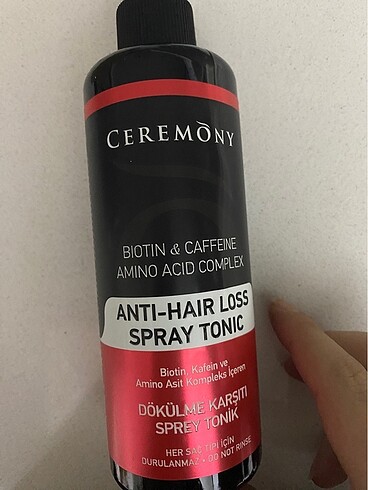 CEREMÒNY
BIOTIN & CAFFEINE
AMINO ACID COMPLEX
ANTI-HAIR LOSS
SPRAY TONIC
Biotin, Kafein ve
Amino Asit Kompleks İçeren
DÖKÜLME KARŞITI
SPREY TONİK
HER SAÇ TİPİ İÇİN
DURULANMAZ • DO NOT RINSE